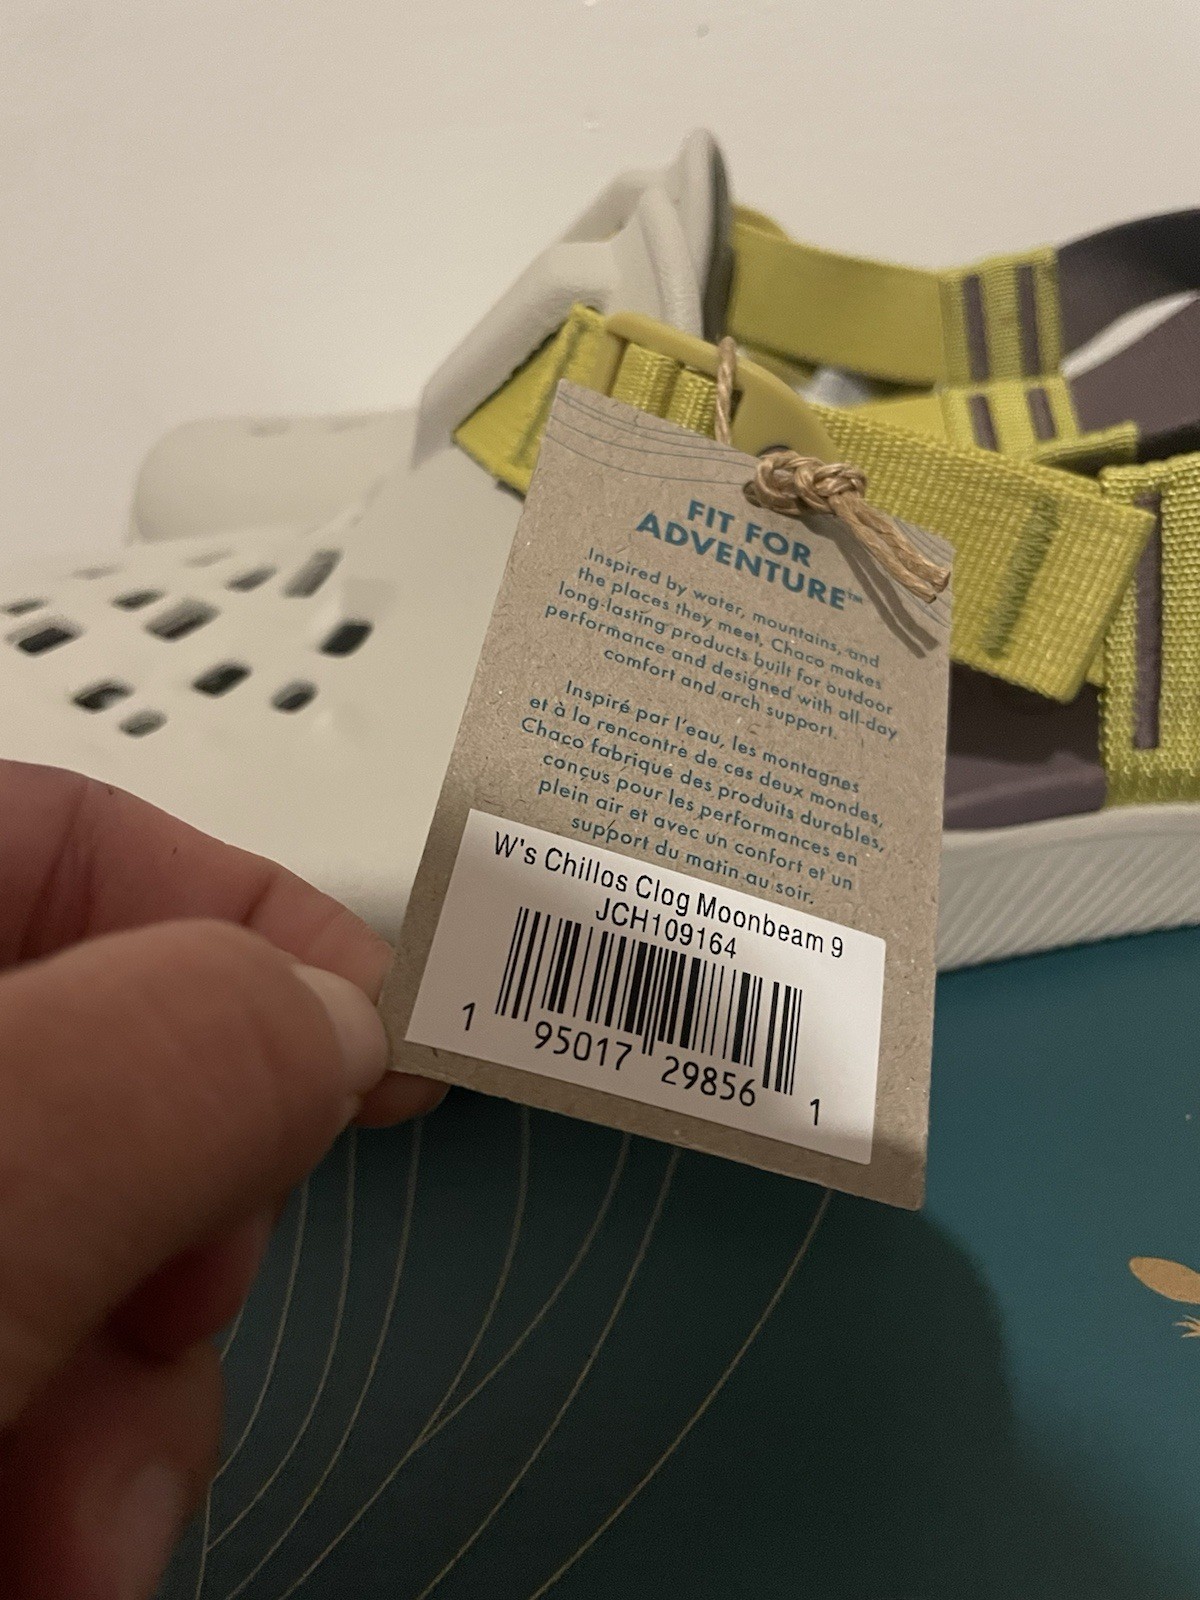 FIT FOR
ADVENTURE™
Inspired by water, mountains, and
the places they meet, Chaco makes
long-lasting products built for outdoor
performance and designed with all-day
comfort and arch support.
Inspiré par l'eau, les montagnes
et à la rencontre de ces deux mondes,
Chaco fabrique des produits durables,
conçus pour les performances en
plein air et avec un confort et un
support du matin au soir.
W's Chillos Clog Moonbeam 9
JCH109164
1 95017 29856 1